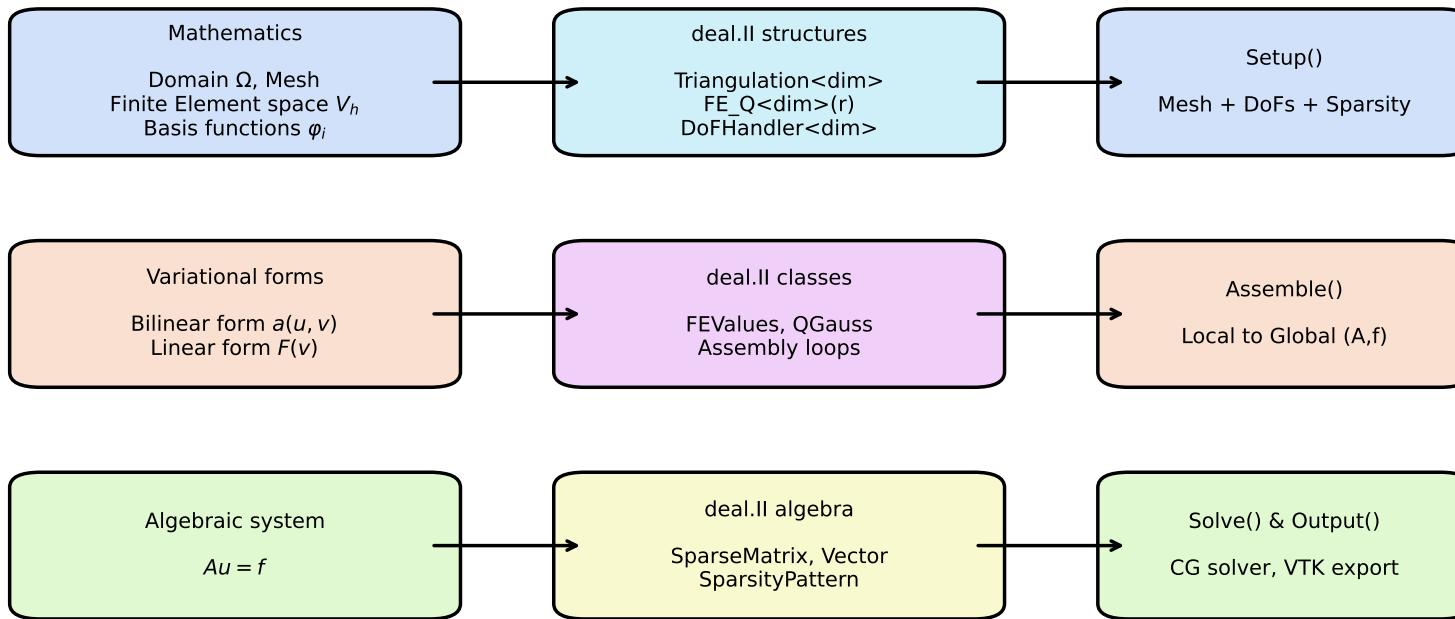 Mathematics
Domain Ω, Mesh
Finite Element space V_h
Basis functions φ_i
deal.II structures
Triangulation<dim>
FE_Q<dim>(r)
DoFHandler<dim>
Setup()
Mesh + DoFs + Sparsity
Variational forms
Bilinear form a(u, v)
Linear form F(v)
deal.II classes
FEValues, QGauss
Assembly loops
Assemble()
Local to Global (A,f)
Algebraic system
Au = f
deal.II algebra
SparseMatrix, Vector
SparsityPattern
Solve() & Output()
CG solver, VTK export